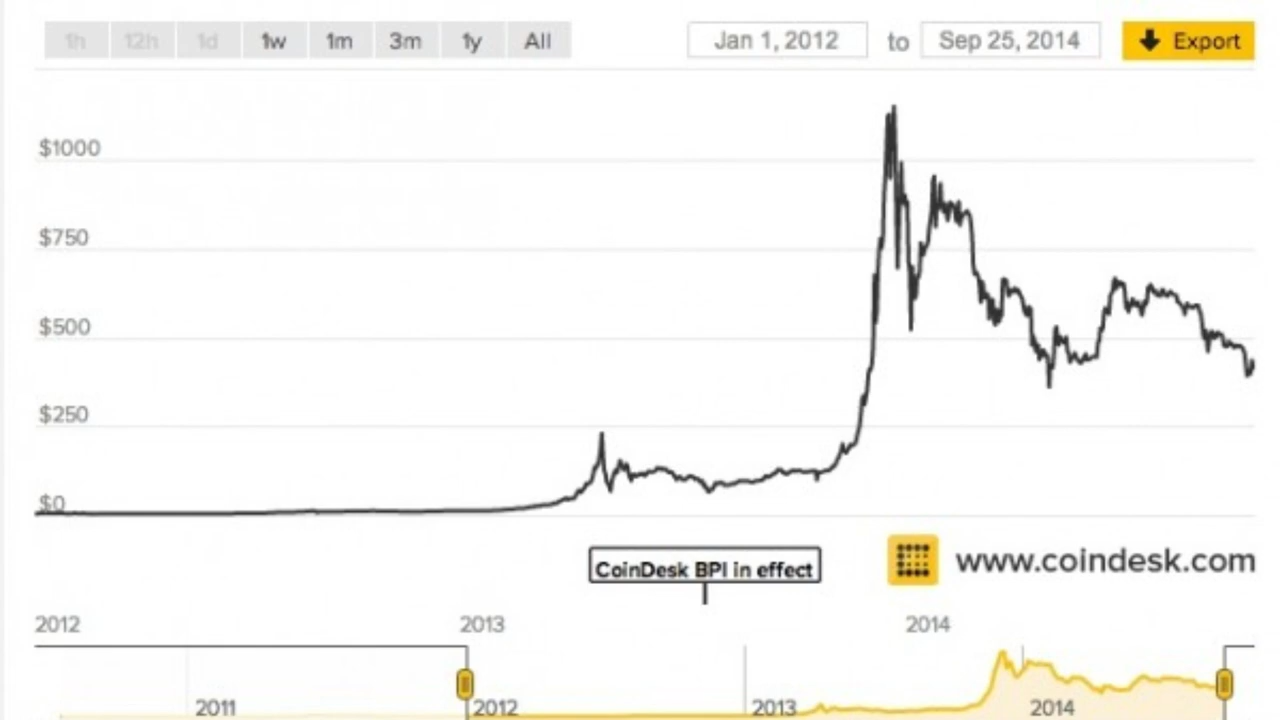 1h 12h 1d 1w 1m 3m 1y All Jan 1, 2012 to Sep 25, 2014 Export
$1000
$750
$500
$250
$0
CoinDesk BPI in effect
www.coindesk.com
2012 2013 2014
2011 2012 2013 2014